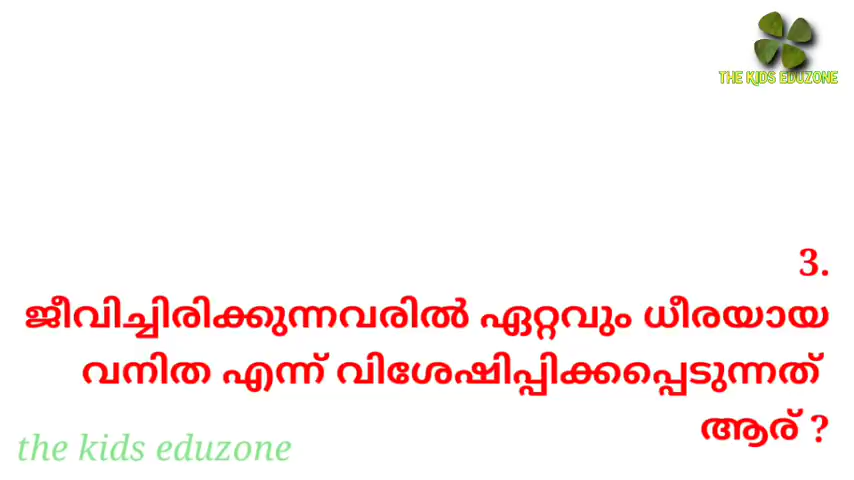 THE KIDS EDUZONE
3.
ജീവിച്ചിരിക്കുന്നവരിൽ ഏറ്റവും ധീരയായ
വനിത എന്ന് വിശേഷിപ്പിക്കപ്പെടുന്നത്
ആര് ?
the kids eduzone